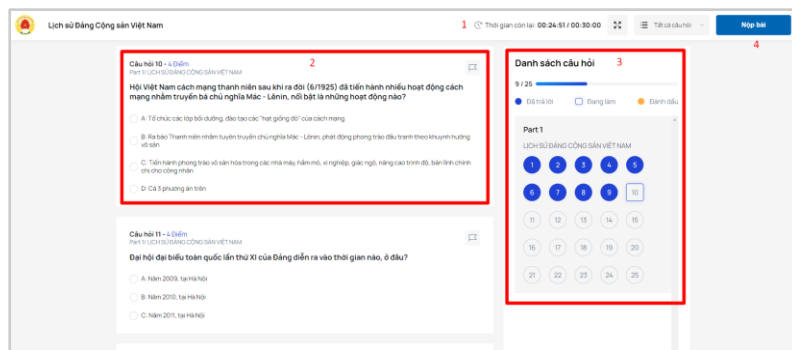 Lịch sử Đảng Cộng sản Việt Nam
1
Thời gian còn lại: 00:24:51 / 00:30:00
Tất cả câu hỏi
Nộp bài
4
Câu hỏi 10 - 4 Điểm
2
Part 1/ LỊCH SỬ ĐẢNG CỘNG SẢN VIỆT NAM
Hội Việt Nam cách mạng thanh niên sau khi ra đời (6/1925) đã tiến hành nhiều hoạt động cách
mạng nhằm truyền bá chủ nghĩa Mác - Lênin, nổi bật là những hoạt động nào?
A: Tổ chức các lớp bồi dưỡng, đào tạo các "hạt giống đỏ" của cách mạng
B: Ra báo Thanh niên nhằm tuyên truyền chủ nghĩa Mác - Lênin, phát động phong trào đấu tranh theo khuynh hướng
vô sản
C: Tiến hành phong trào vô sản hóa trong các nhà máy, hầm mỏ, xí nghiệp, giác ngộ, nâng cao trình độ, bản lĩnh chính
chị cho công nhân
D: Cả 3 phương án trên
Câu hỏi 11 - 4 Điểm
Part 1/ LỊCH SỬ ĐẢNG CỘNG SẢN VIỆT NAM
Đại hội đại biểu toàn quốc lần thứ XI của Đảng diễn ra vào thời gian nào, ở đâu?
A: Năm 2009, tại Hà Nội
B: Năm 2010, tại Hà Nội
C: Năm 2011, tại Hà Nội
Danh sách câu hỏi
3
9 / 25
Đã trả lời
Đang làm
Đánh dấu
Part 1
LỊCH SỬ ĐẢNG CỘNG SẢN VIỆT NAM
1 2 3 4 5
6 7 8 9 10
11 12 13 14 15
16 17 18 19 20
21 22 23 24 25